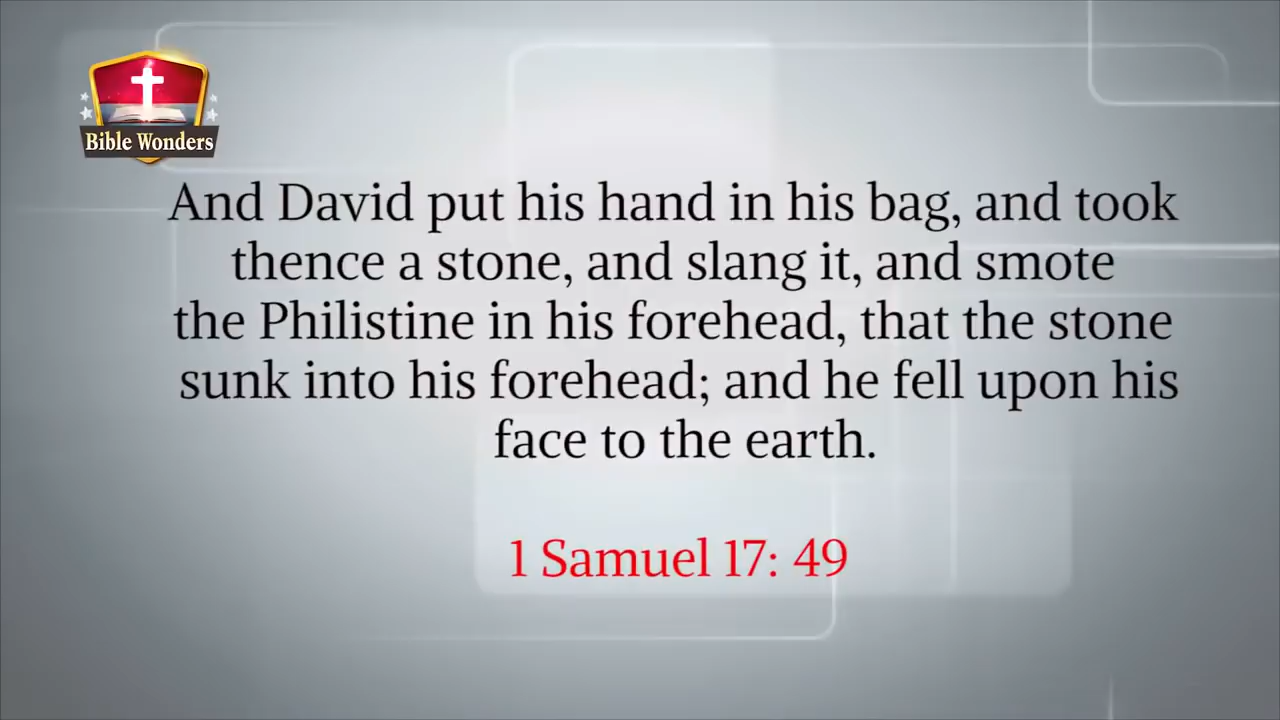 Bible Wonders
And David put his hand in his bag, and took
thence a stone, and slang it, and smote
the Philistine in his forehead, that the stone
sunk into his forehead; and he fell upon his
face to the earth.
1 Samuel 17: 49